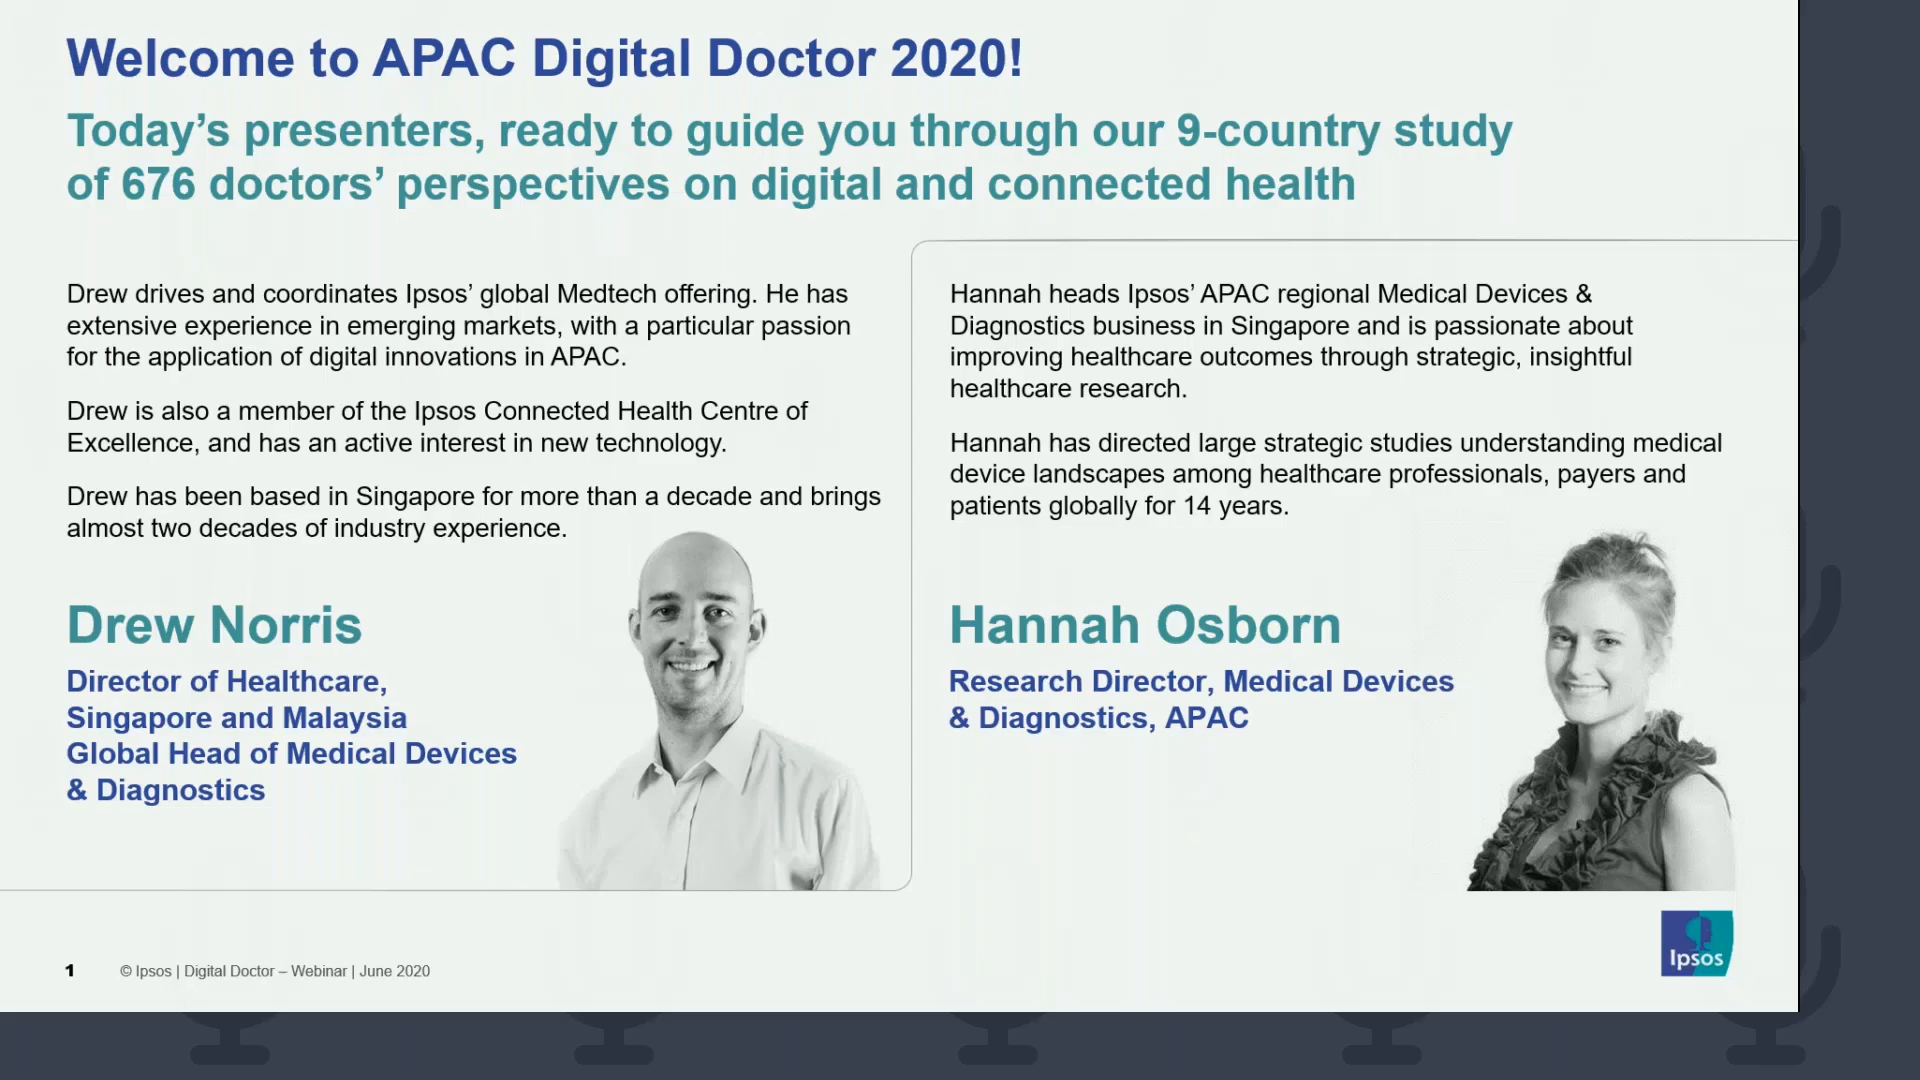 Welcome to APAC Digital Doctor 2020!
Today’s presenters, ready to guide you through our 9-country study
of 676 doctors’ perspectives on digital and connected health
Drew drives and coordinates Ipsos’ global Medtech offering. He has
extensive experience in emerging markets, with a particular passion
for the application of digital innovations in APAC.
Drew is also a member of the Ipsos Connected Health Centre of
Excellence, and has an active interest in new technology.
Drew has been based in Singapore for more than a decade and brings
almost two decades of industry experience.
Drew Norris
Director of Healthcare,
Singapore and Malaysia
Global Head of Medical Devices
& Diagnostics
Hannah heads Ipsos’ APAC regional Medical Devices &
Diagnostics business in Singapore and is passionate about
improving healthcare outcomes through strategic, insightful
healthcare research.
Hannah has directed large strategic studies understanding medical
device landscapes among healthcare professionals, payers and
patients globally for 14 years.
Hannah Osborn
Research Director, Medical Devices
& Diagnostics, APAC
1 © Ipsos | Digital Doctor – Webinar | June 2020
Ipsos